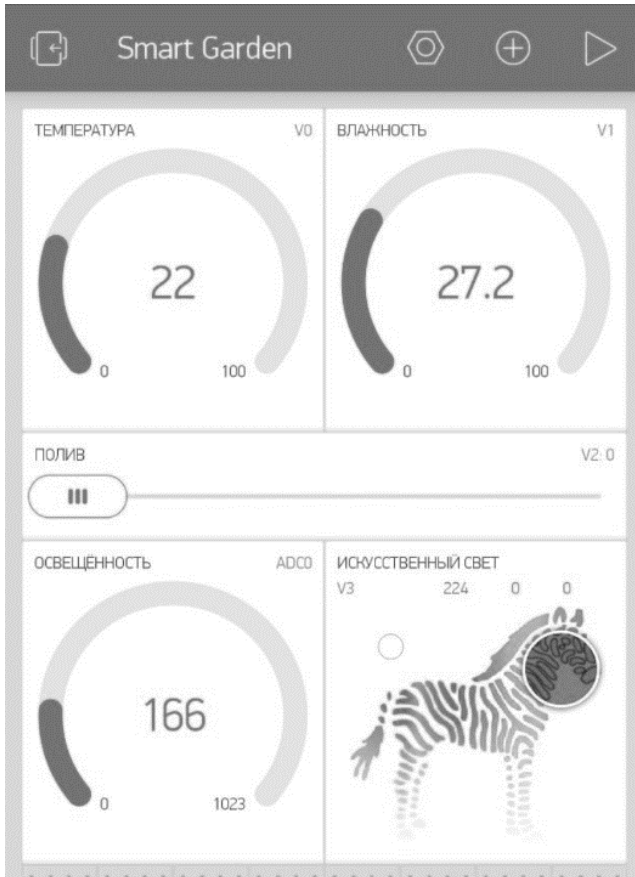 Smart Garden
ТЕМПЕРАТУРА V0
22
0 100
ВЛАЖНОСТЬ V1
27.2
0 100
ПОЛИВ V2: 0
ОСВЕЩЁННОСТЬ ADC0
166
0 1023
ИСКУССТВЕННЫЙ СВЕТ
V3 224 0 0